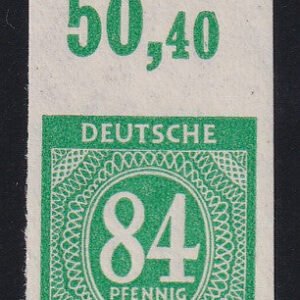 50,40
DEUTSCHE
84
PFENNIG